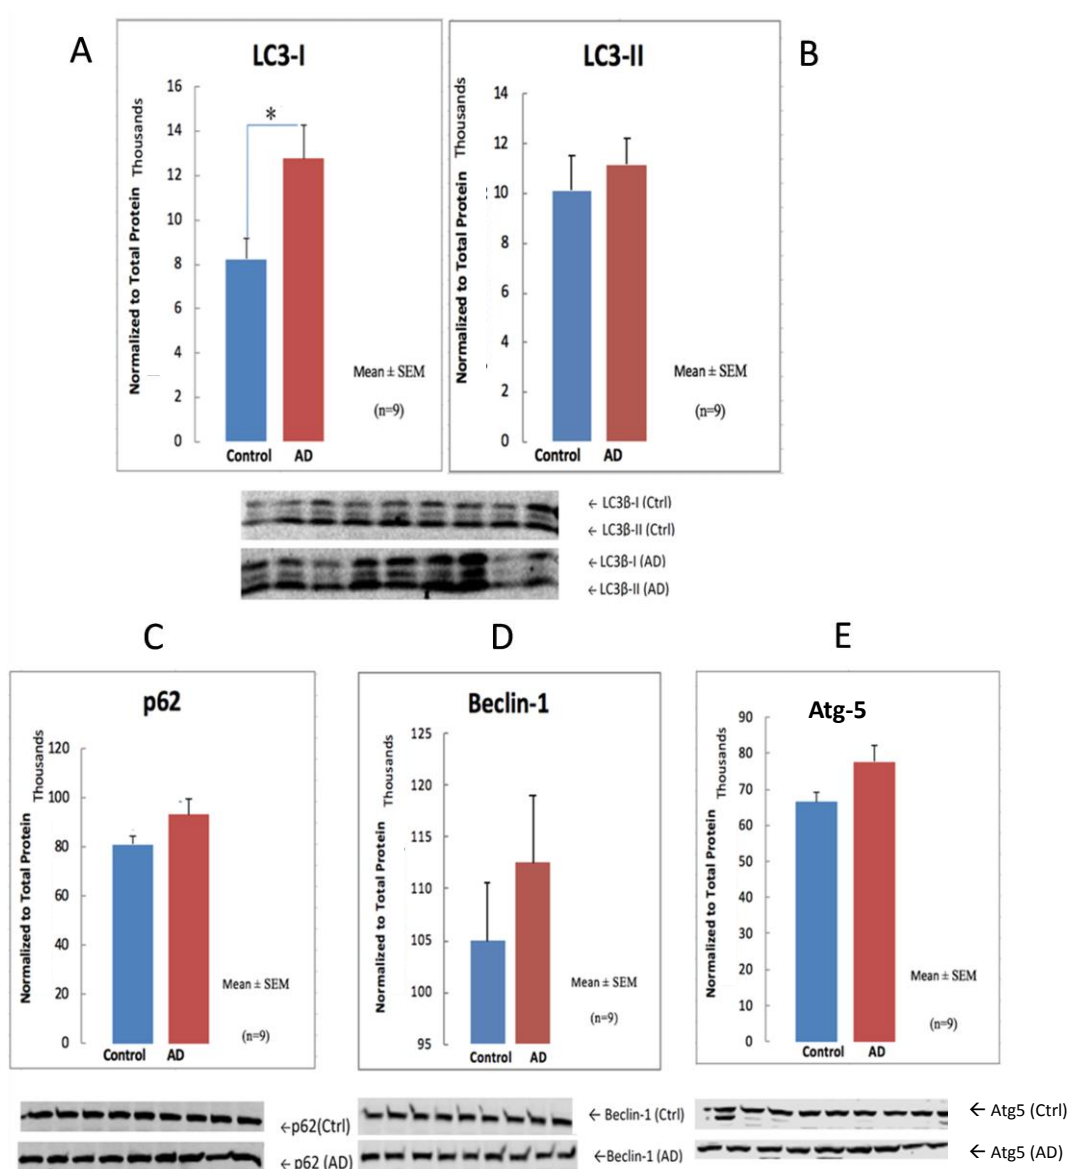 A
LC3-I
Normalized to Total Protein Thousands
16
14
12
10
8
6
4
2
0
*
Mean ± SEM
(n=9)
Control AD
B
LC3-II
Normalized to Total Protein Thousands
14
12
10
8
6
4
2
0
Mean ± SEM
(n=9)
Control AD
← LC3β-I (Ctrl)
← LC3β-II (Ctrl)
← LC3β-I (AD)
← LC3β-II (AD)
C
p62
Normalized to Total Protein Thousands
120
100
80
60
40
20
0
Mean ± SEM
(n=9)
Control AD
←p62(Ctrl)
← p62 (AD)
D
Beclin-1
Normalized to Total Protein Thousands
125
120
115
110
105
100
95
Mean ± SEM
(n=9)
Control AD
← Beclin-1 (Ctrl)
←Beclin-1 (AD)
E
Atg-5
Normalized to Total Protein Thousands
90
80
70
60
50
40
30
20
10
0
Mean ± SEM
(n=9)
Control AD
← Atg5 (Ctrl)
← Atg5 (AD)